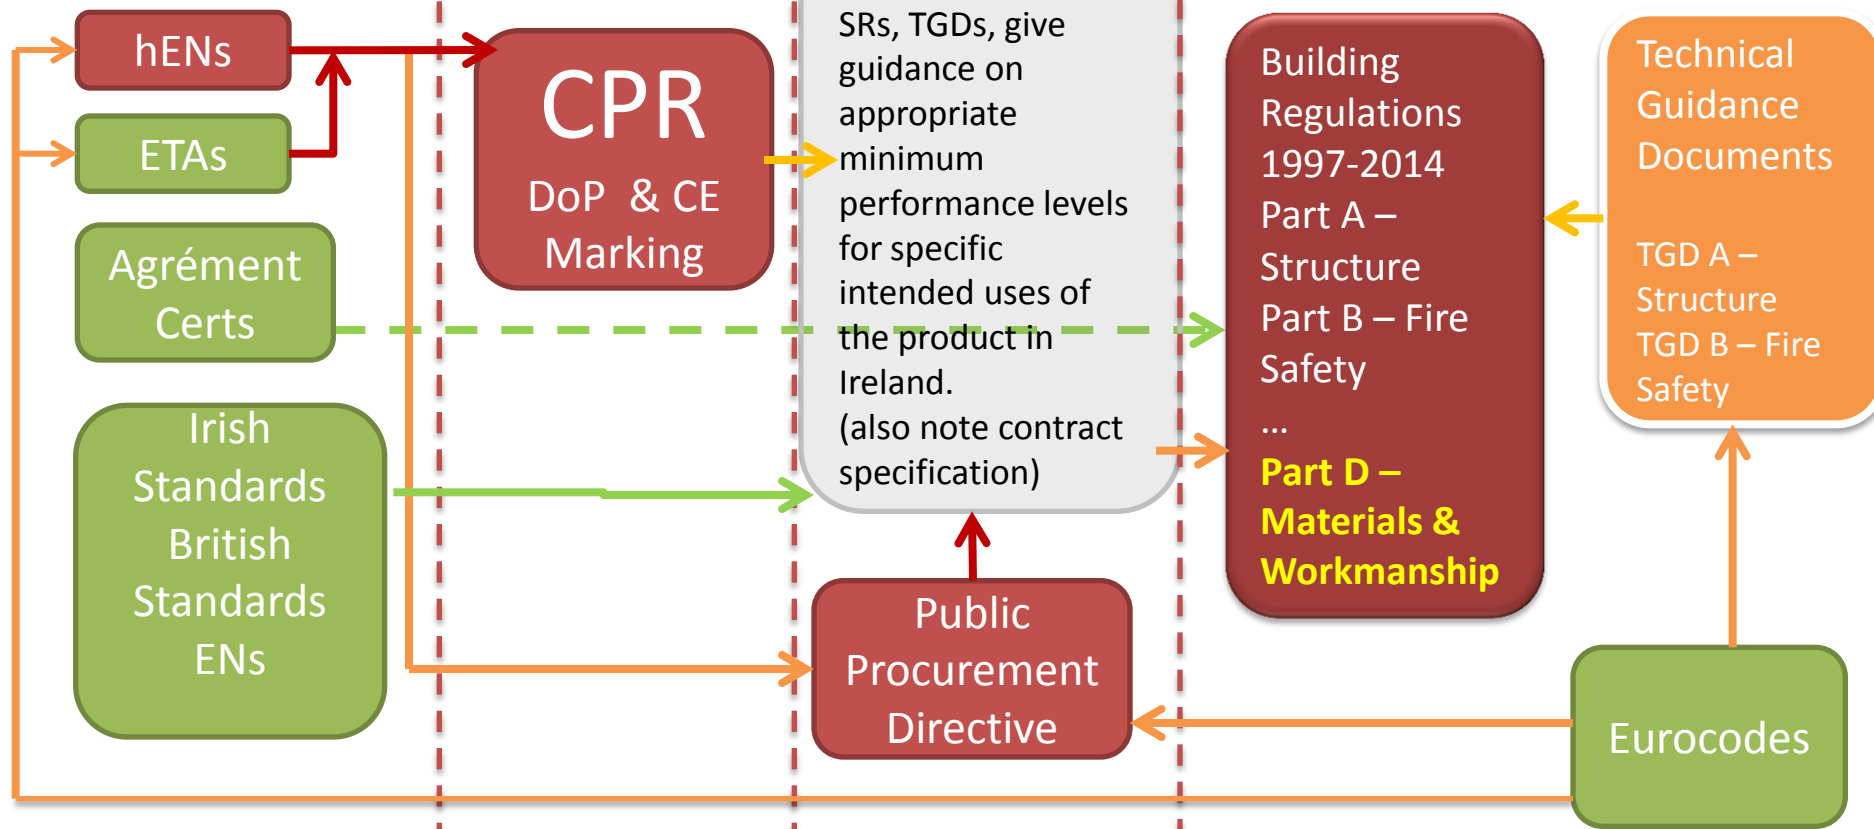 hENs
ETAs
Agrément
Certs
Irish
Standards
British
Standards
ENs
CPR
DoP & CE
Marking
SRs, TGDs, give
guidance on
appropriate
minimum
performance levels
for specific
intended uses of
the product in
Ireland.
(also note contract
specification)
Public
Procurement
Directive
Building
Regulations
1997-2014
Part A –
Structure
Part B – Fire
Safety
...
Part D –
Materials &
Workmanship
Technical
Guidance
Documents
TGD A –
Structure
TGD B – Fire
Safety
Eurocodes